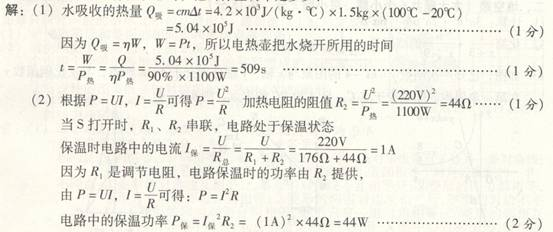 解：(1) 水吸收的热量 Q吸 = cmΔt = 4.2×10³J/(kg·℃)×1.5kg×(100℃-20℃)
=5.04×10⁵J ……………………………………………… (1分)
因为 Q吸 = ηW，W = Pt，所以电热壶把水烧开所用的时间
t = W/P热 = Q/ηP热 = 5.04×10⁵J/90%×1100W = 509s ……………………………… (1分)
(2) 根据 P = UI，I = U/R 可得 P = U²/R 加热电阻的阻值 R₂ = U²/P热 = (220V)²/1100W = 44Ω …… (1分)
当 S 打开时，R₁、R₂ 串联，电路处于保温状态
保温时电路中的电流 I保 = U/R总 = U/R₁+R₂ = 220V/176Ω+44Ω = 1A
因为 R₁ 是调节电阻，电路保温时的功率由 R₂ 提供，
由 P = UI，I = U/R 可得：P = I²R
电路中的保温功率 P保 = I保²R₂ = (1A)²×44Ω = 44W ……………………… (2分)